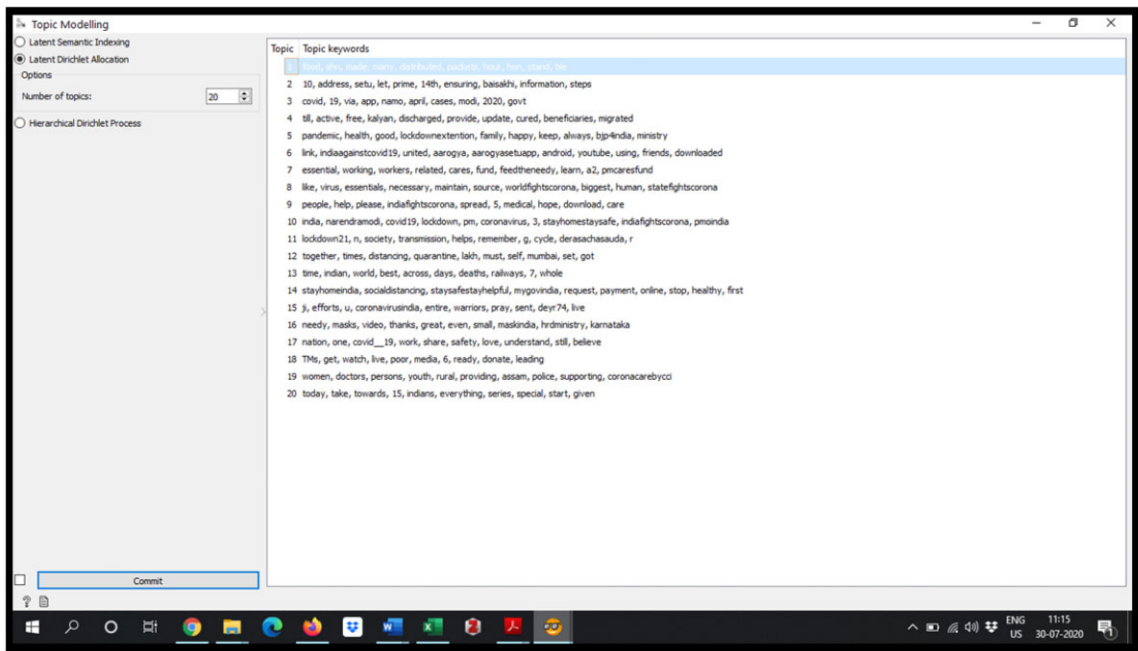 Topic Modelling
Latent Semantic Indexing
Latent Dirichlet Allocation
Options
Number of topics: 20
Hierarchical Dirichlet Process
Topic Topic keywords
1 food, shri, made, many, distributed, packets, hour, hon, stand, ble
2 10, address, setu, let, prime, 14th, ensuring, baisakhi, information, steps
3 covid, 19, via, app, namo, april, cases, modi, 2020, govt
4 till, active, free, kalyan, discharged, provide, update, cured, beneficiaries, migrated
5 pandemic, health, good, lockdownextention, family, happy, keep, always, bjp4india, ministry
6 link, indiaagainstcovid19, united, aarogya, aarogyasetuapp, android, youtube, using, friends, downloaded
7 essential, working, workers, related, cares, fund, feedtheneedy, learn, a2, pmcaresfund
8 like, virus, essentials, necessary, maintain, source, worldfightscorona, biggest, human, statefightscorona
9 people, help, please, indiafightscorona, spread, 5, medical, hope, download, care
10 india, narendramodi, covid19, lockdown, pm, coronavirus, 3, stayhomestaysafe, indiafightscorona, pmoindia
11 lockdown21, n, society, transmission, helps, remember, g, cycle, derasachasauda, r
12 together, times, distancing, quarantine, lakh, must, self, mumbai, set, got
13 time, indian, world, best, across, days, deaths, railways, 7, whole
14 stayhomeindia, socialdistancing, staysafestayhelpful, mygovindia, request, payment, online, stop, healthy, first
15 ji, efforts, u, coronavirusindia, entire, warriors, pray, sent, deyr74, live
16 needy, masks, video, thanks, great, even, small, maskindia, hrdministry, karnataka
17 nation, one, covid__19, work, share, safety, love, understand, still, believe
18 TMs, get, watch, live, poor, media, 6, ready, donate, leading
19 women, doctors, persons, youth, rural, providing, assam, police, supporting, coronacarebycci
20 today, take, towards, 15, indians, everything, series, special, start, given
Commit
ENG 11:15
US 30-07-2020